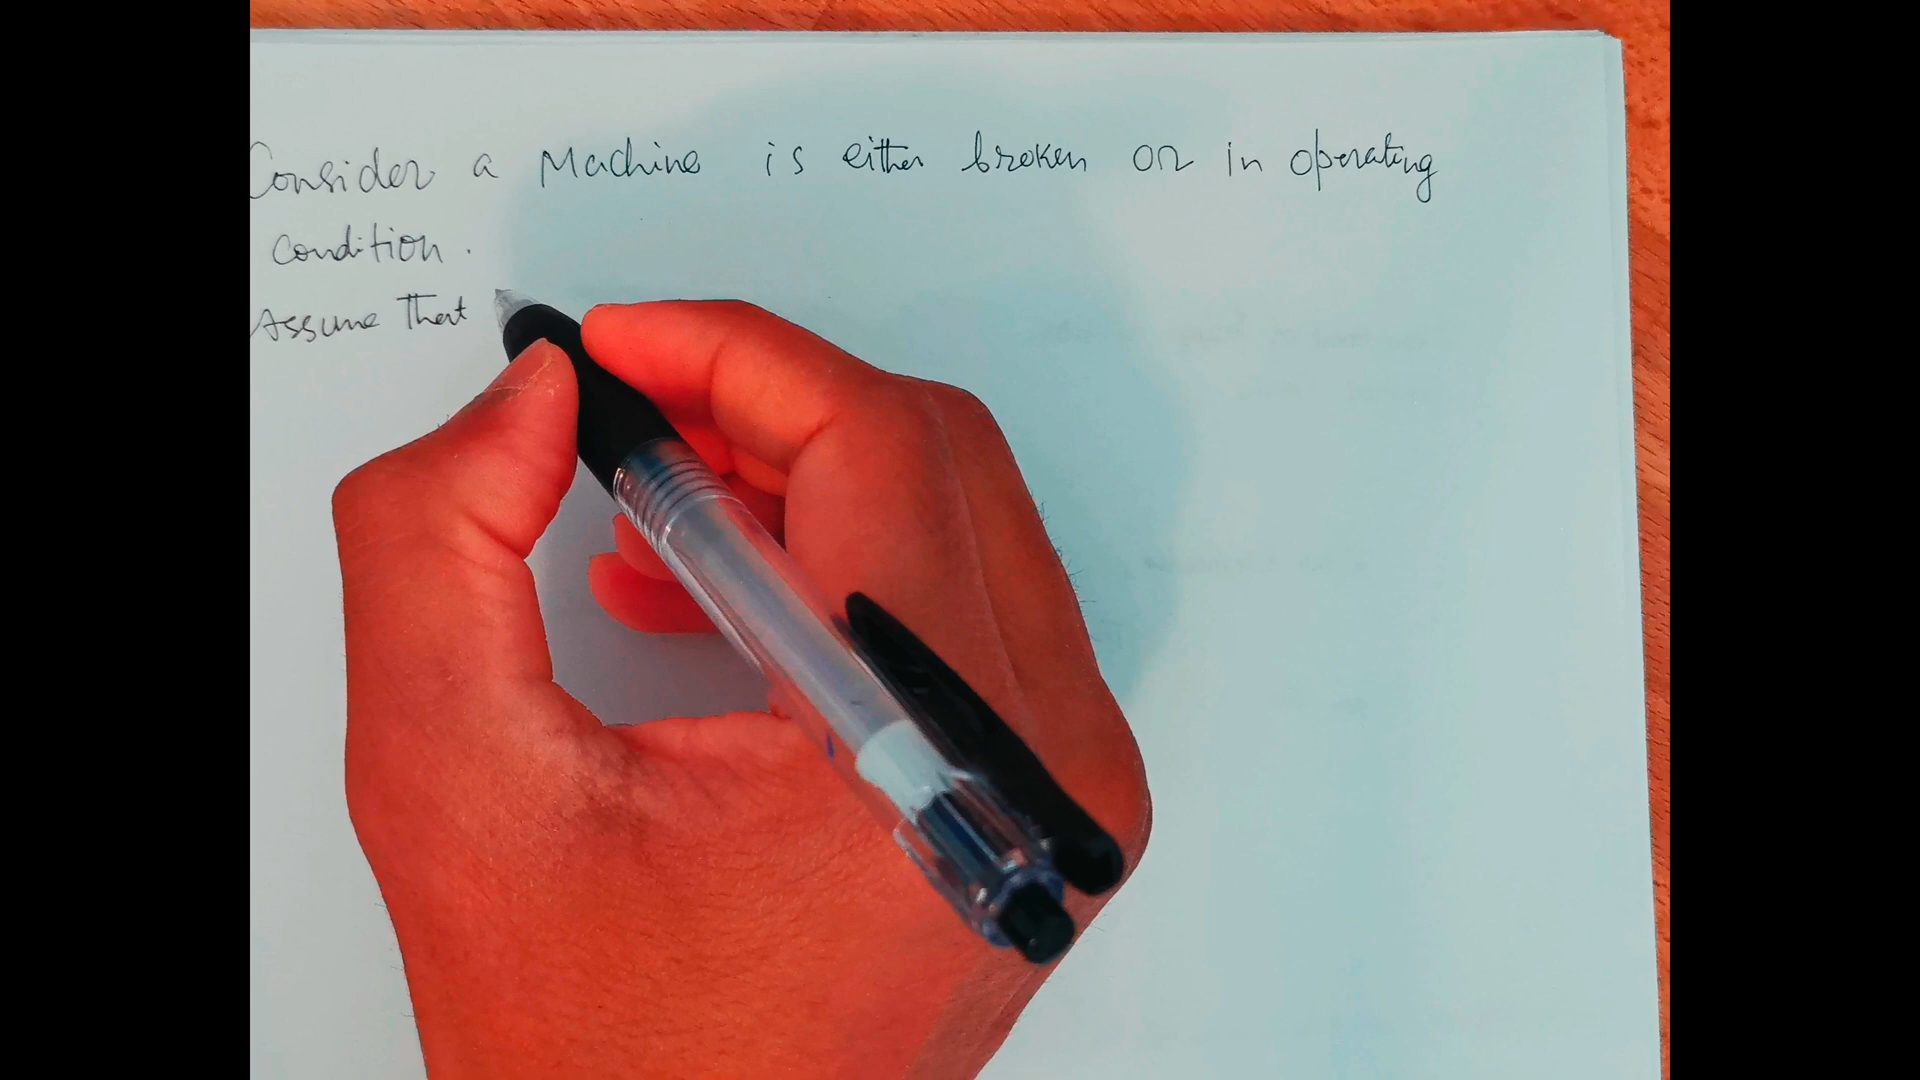 Consider a Machine is either broken or in operating
condition.
Assume that